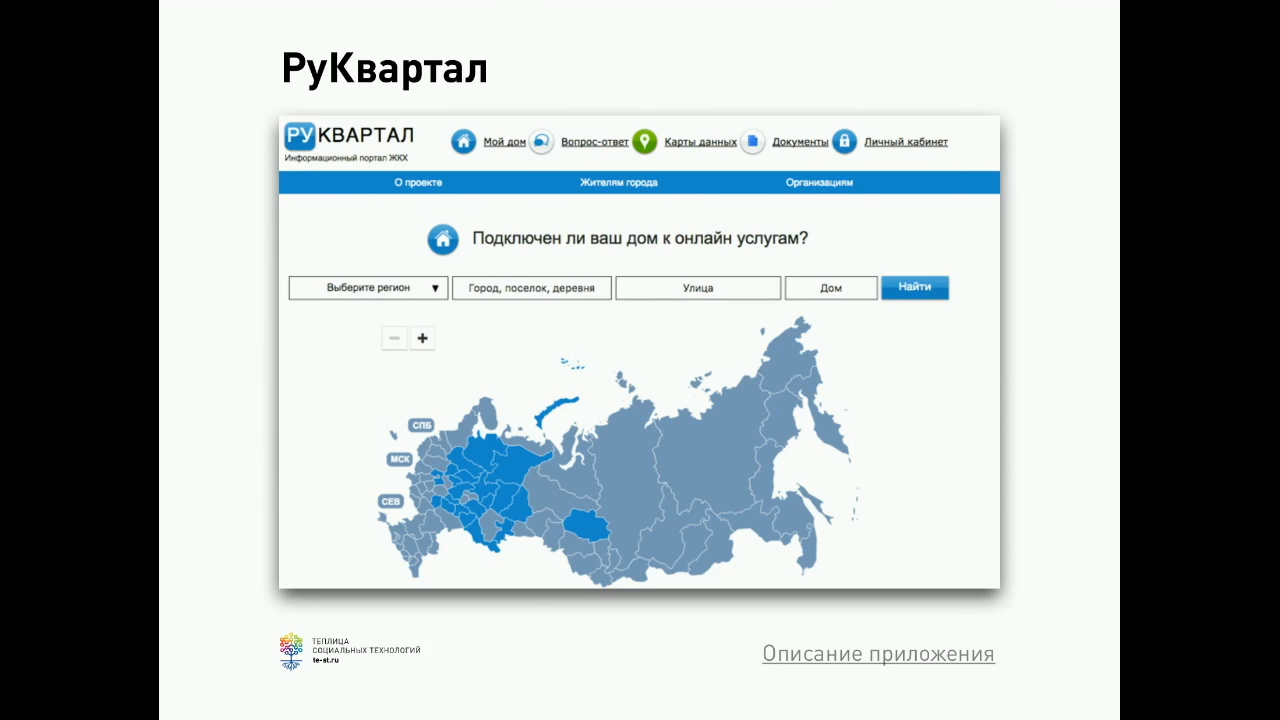 РуКвартал
РУ КВАРТАЛ
Информационный портал ЖКХ
Мой дом
Вопрос-ответ
Карты данных
Документы
Личный кабинет
О проекте
Жителям города
Организациям
Подключен ли ваш дом к онлайн услугам?
Выберите регион ▼
Город, поселок, деревня
Улица
Дом
Найти
− +
СПБ
МСК
СЕВ
ТЕПЛИЦА
СОЦИАЛЬНЫХ ТЕХНОЛОГИЙ
te-st.ru
Описание приложения